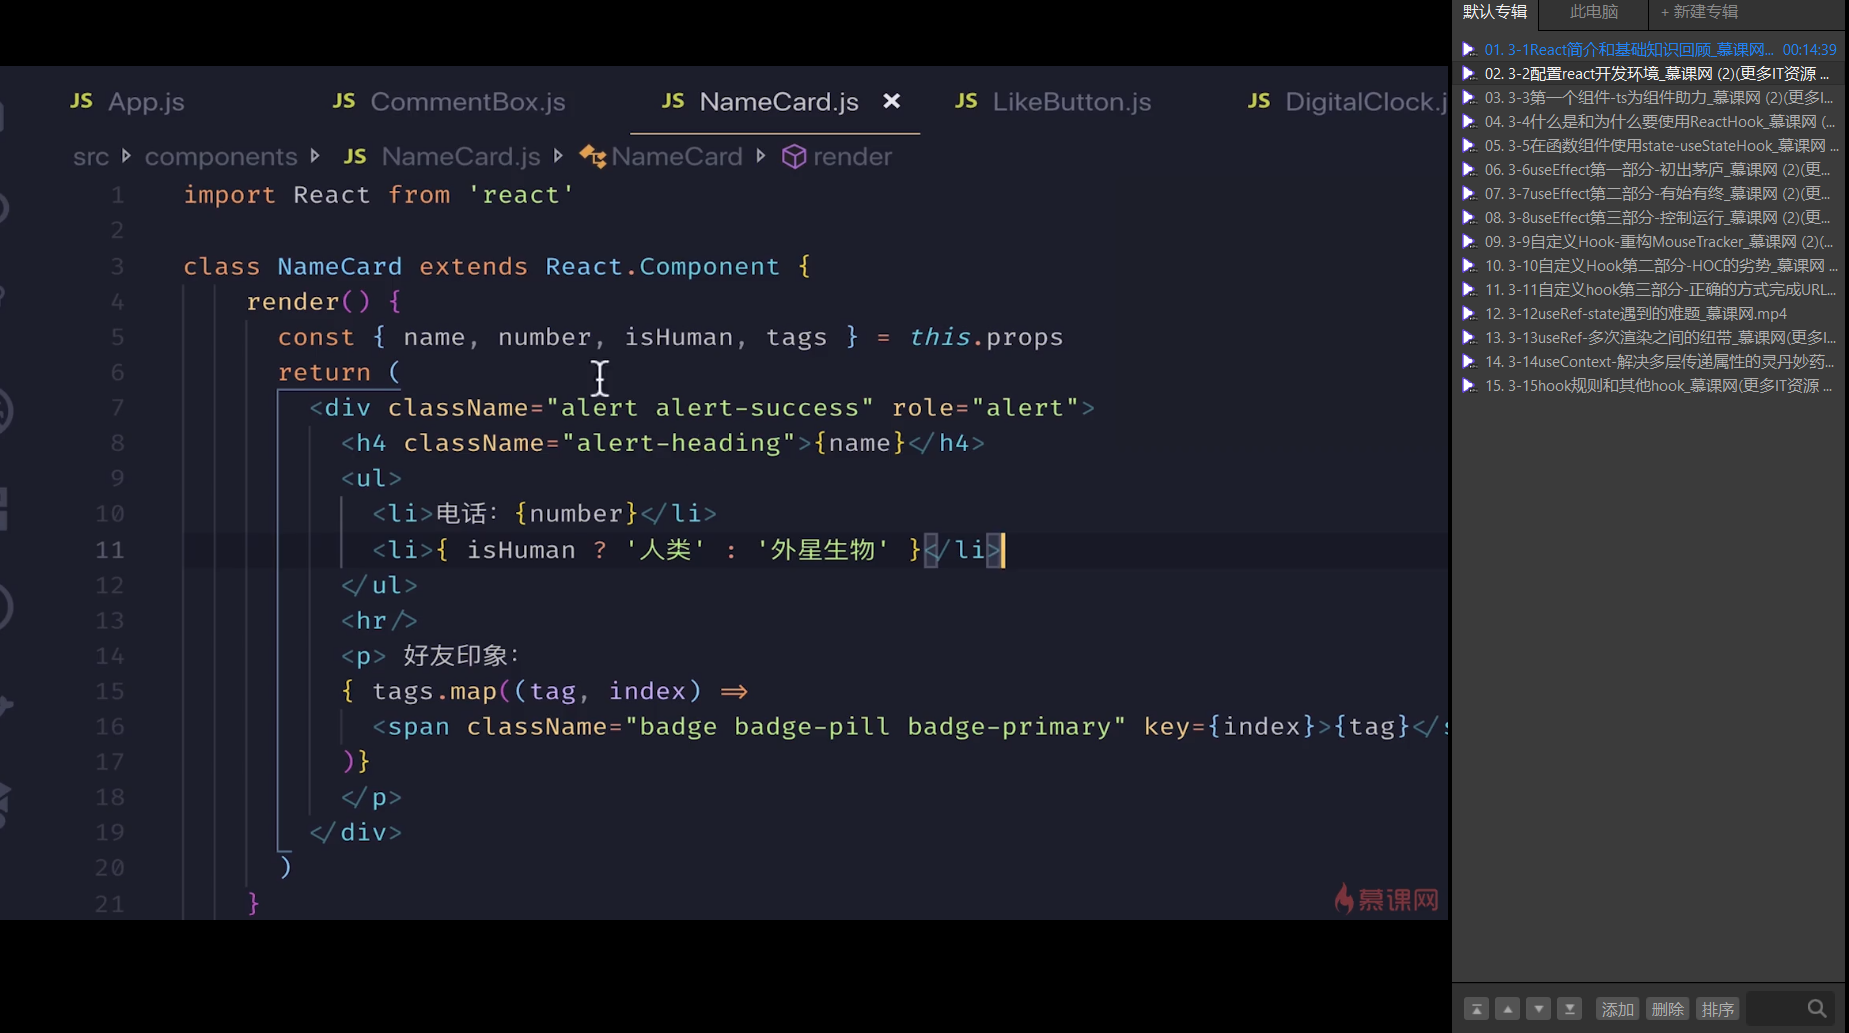 JS App.js JS CommentBox.js JS NameCard.js × JS LikeButton.js JS DigitalClock.j
src components JS NameCard.js NameCard render
1 import React from 'react'
2
3 class NameCard extends React.Component {
4 render() {
5 const { name, number, isHuman, tags } = this.props
6 return (
7 <div className="alert alert-success" role="alert">
8 <h4 className="alert-heading">{name}</h4>
9 <ul>
10 <li>电话：{number}</li>
11 <li>{ isHuman ? '人类' : '外星生物' }</li>
12 </ul>
13 <hr/>
14 <p> 好友印象：
15 { tags.map((tag, index) =>
16 <span className="badge badge-pill badge-primary" key={index}>{tag}</s
17 )}
18 </p>
19 </div>
20 )
21 }
慕课网
默认专辑 此电脑 + 新建专辑
01. 3-1React简介和基础知识回顾_慕课网... 00:14:39
02. 3-2配置react开发环境_慕课网 (2)(更多IT资源 ...
03. 3-3第一个组件-ts为组件助力_慕课网 (2)(更多I...
04. 3-4什么是和为什么要使用ReactHook_慕课网 (...
05. 3-5在函数组件使用state-useStateHook_慕课网 ...
06. 3-6useEffect第一部分-初出茅庐_慕课网 (2)(更...
07. 3-7useEffect第二部分-有始有终_慕课网 (2)(更...
08. 3-8useEffect第三部分-控制运行_慕课网 (2)(更...
09. 3-9自定义Hook-重构MouseTracker_慕课网 (2)(...
10. 3-10自定义Hook第二部分-HOC的劣势_慕课网 ...
11. 3-11自定义hook第三部分-正确的方式完成URL...
12. 3-12useRef-state遇到的难题_慕课网.mp4
13. 3-13useRef-多次渲染之间的纽带_慕课网(更多I...
14. 3-14useContext-解决多层传递属性的灵丹妙药...
15. 3-15hook规则和其他hook_慕课网(更多IT资源 ...
添加 删除 排序